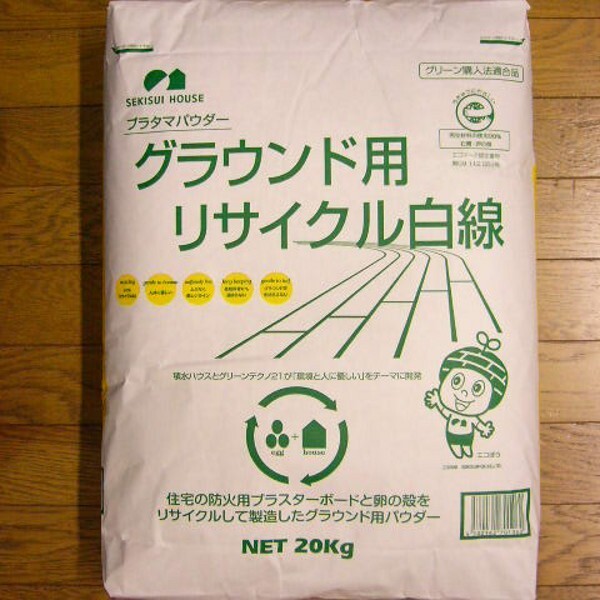 SEKISUI HOUSE
グリーン購入法適合品
プラタマパウダー
グラウンド用
リサイクル白線
積水ハウスとグリーンテクノ21が「環境と人に優しい」をテーマに開発
egg + house
エコぼう
住宅の防火用プラスターボードと卵の殻を
リサイクルして製造したグラウンド用パウダー
NET 20Kg